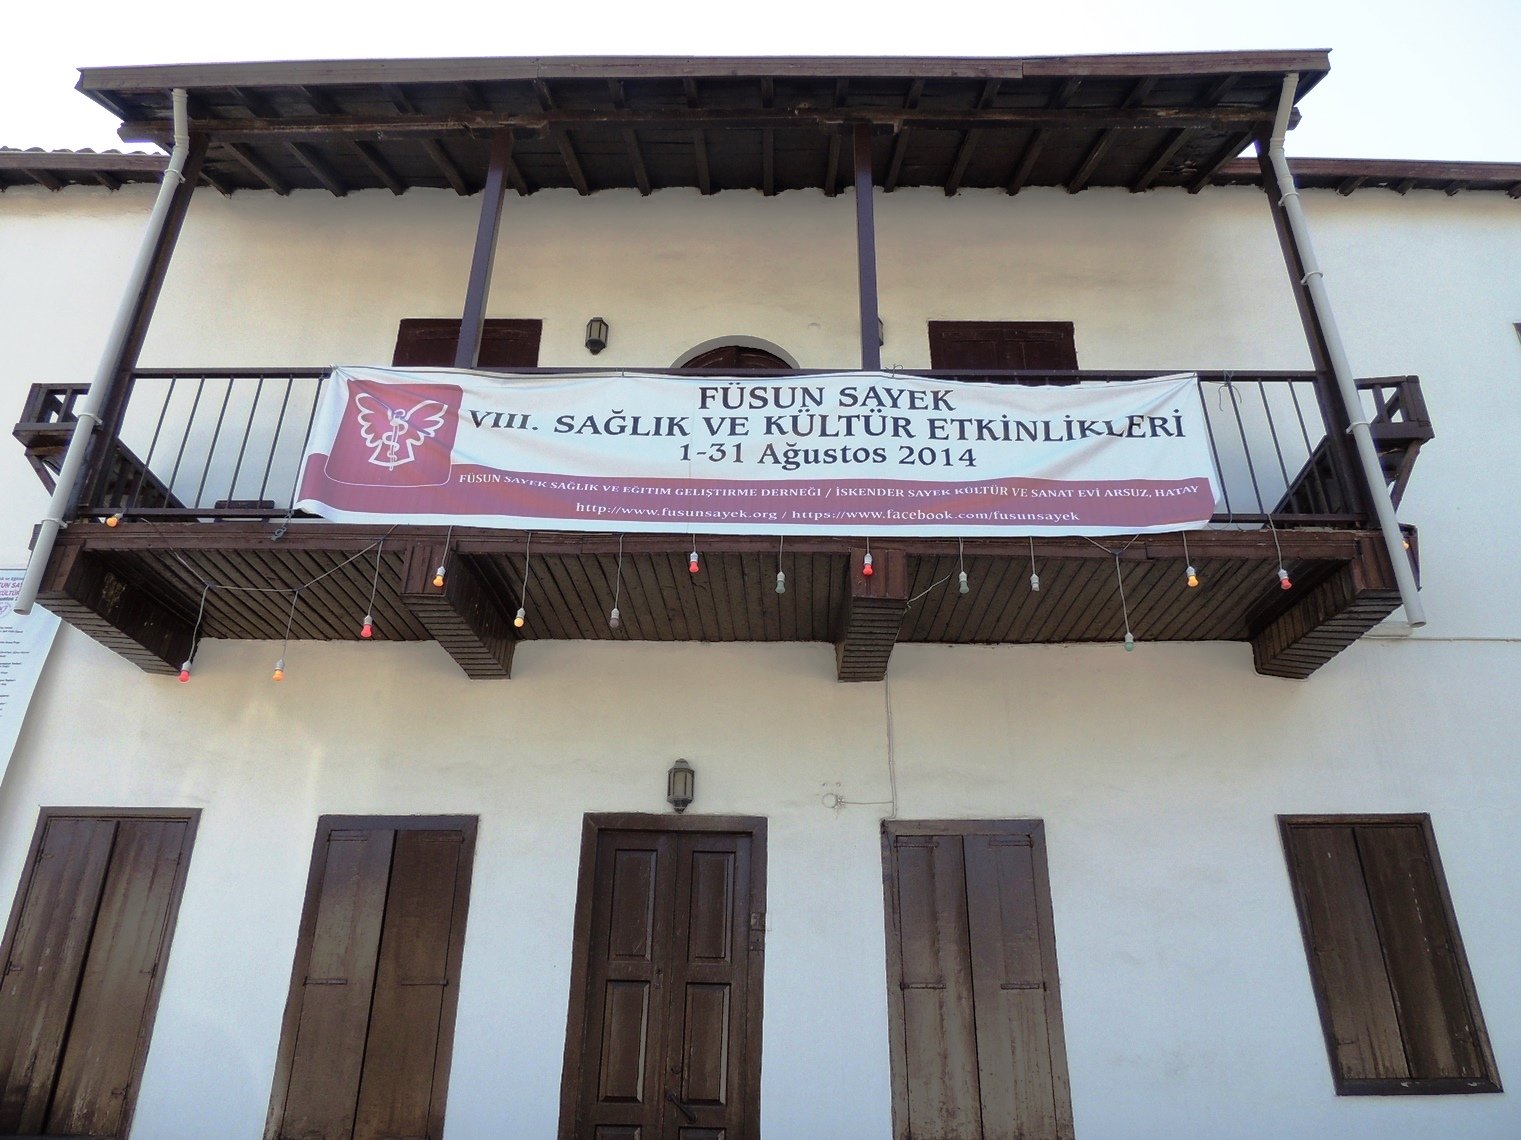 FÜSUN SAYEK
VIII. SAĞLIK VE KÜLTÜR ETKİNLİKLERİ
1-31 Ağustos 2014
FÜSUN SAYEK SAĞLIK VE EĞİTİM GELİŞTİRME DERNEĞİ / İSKENDER SAYEK KÜLTÜR VE SANAT EVİ ARSUZ, HATAY
http://www.fusunsayek.org / https://www.facebook.com/fusunsayek